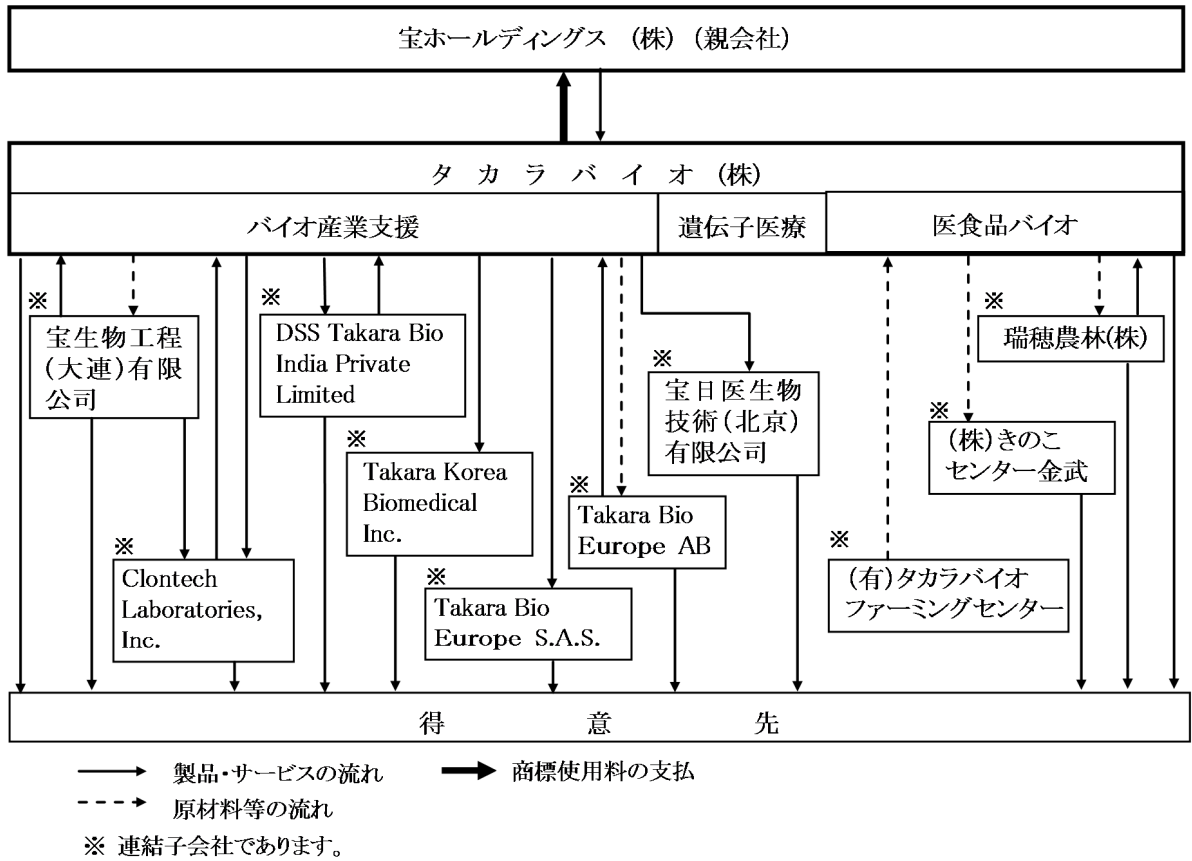 宝ホールディングス (株) (親会社)
タカラバイオ(株)
バイオ産業支援
遺伝子医療
医食品バイオ
※
宝生物工程
(大連)有限
公司
※
DSS Takara Bio
India Private
Limited
※
瑞穂農林(株)
※
宝日医生物
技術(北京)
有限公司
※
(株)きのこ
センター金武
※
Takara Korea
Biomedical
Inc.
※
Takara Bio
Europe AB
※
Clontech
Laboratories,
Inc.
※
Takara Bio
Europe S.A.S.
※
(有)タカラバイオ
ファーミングセンター
得意先
製品・サービスの流れ
商標使用料の支払
原材料等の流れ
※ 連結子会社であります。